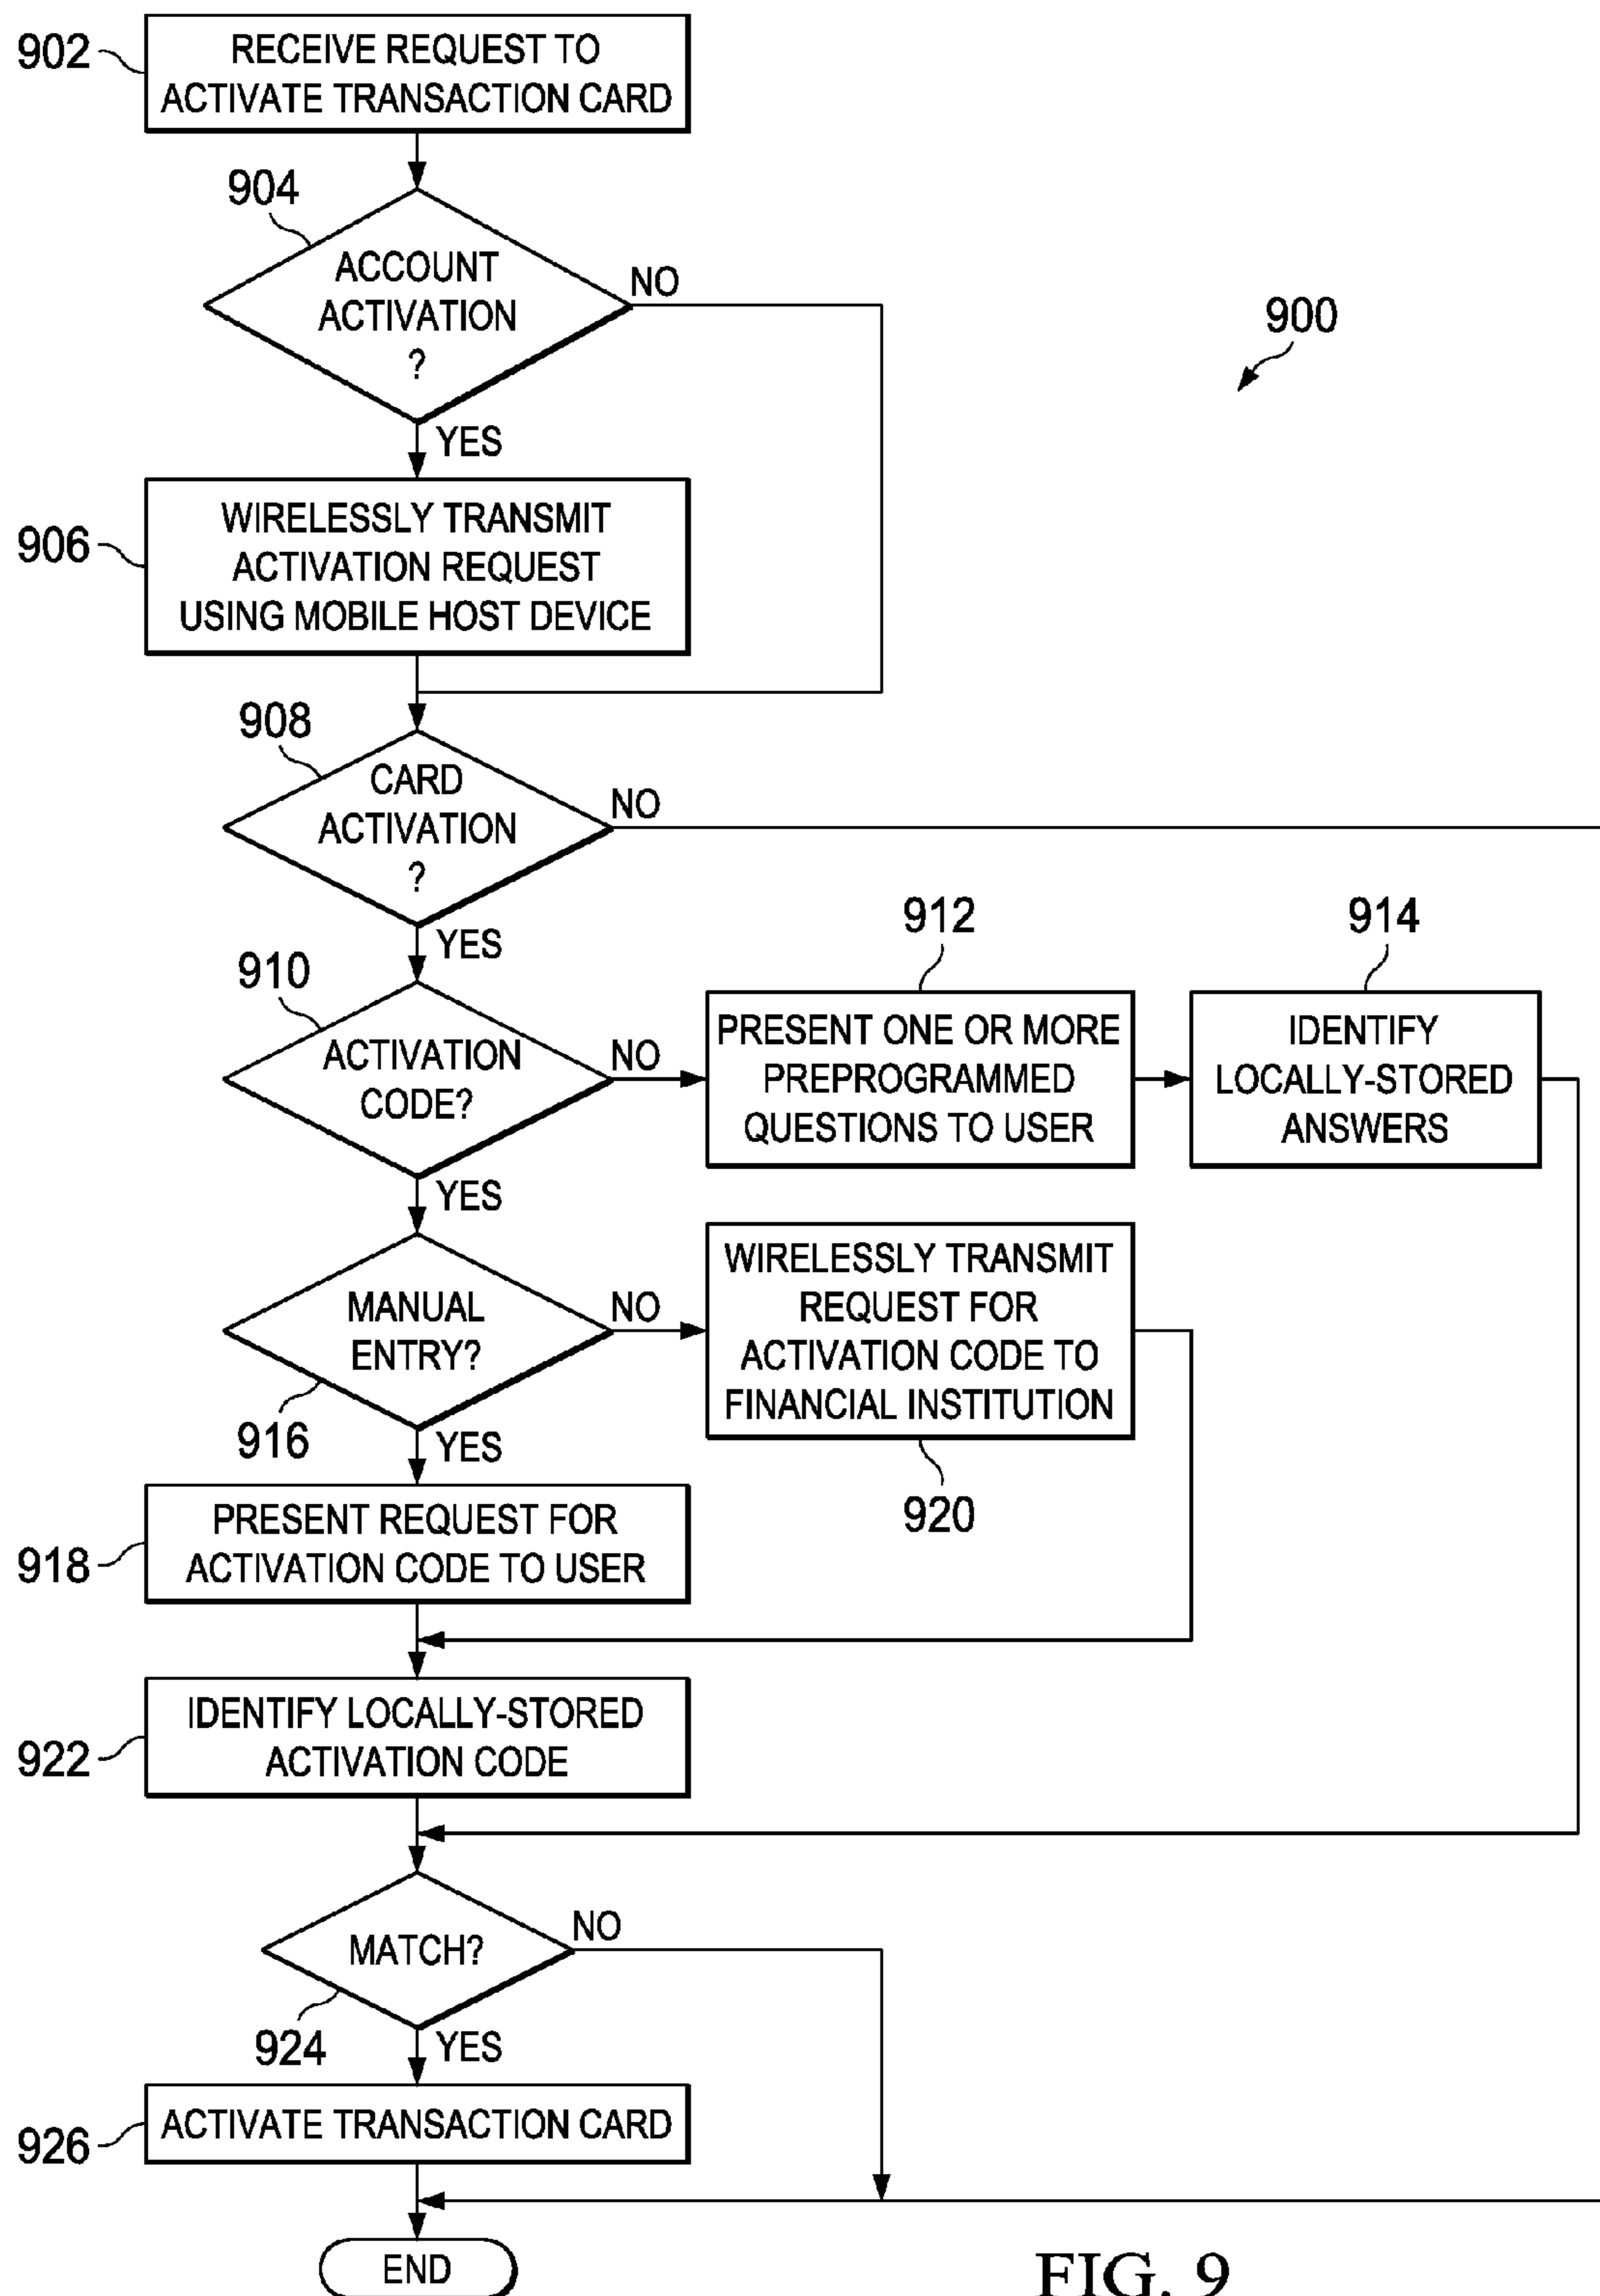 902
RECEIVE REQUEST TO
ACTIVATE TRANSACTION CARD
904
ACCOUNT
ACTIVATION
?
NO
900
YES
906
WIRELESSLY TRANSMIT
ACTIVATION REQUEST
USING MOBILE HOST DEVICE
908
CARD
ACTIVATION
?
NO
YES
910
ACTIVATION
CODE?
NO
912
PRESENT ONE OR MORE
PREPROGRAMMED
QUESTIONS TO USER
914
IDENTIFY
LOCALLY-STORED
ANSWERS
YES
MANUAL
ENTRY?
916
NO
WIRELESSLY TRANSMIT
REQUEST FOR
ACTIVATION CODE TO
FINANCIAL INSTITUTION
920
YES
918
PRESENT REQUEST FOR
ACTIVATION CODE TO USER
922
IDENTIFY LOCALLY-STORED
ACTIVATION CODE
MATCH?
NO
924
YES
926
ACTIVATE TRANSACTION CARD
END
FIG. 9